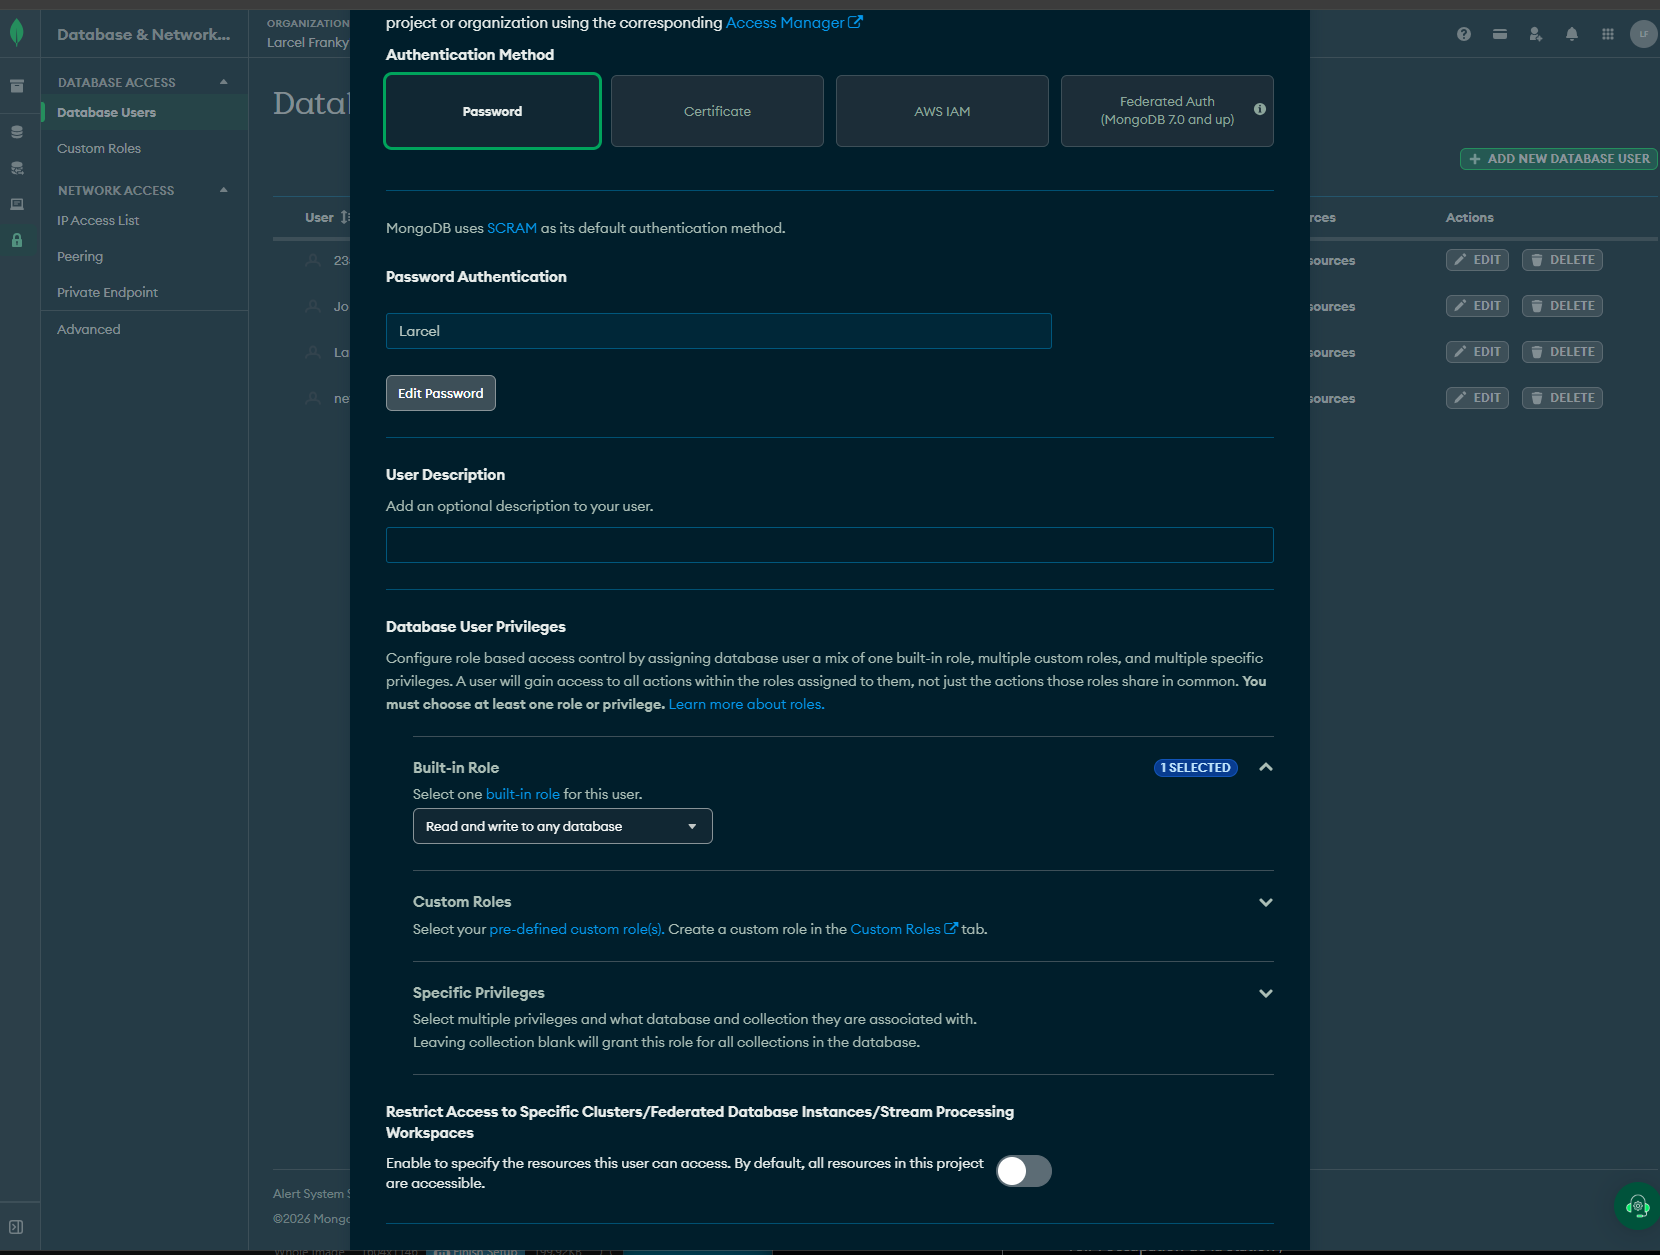 project or organization using the corresponding Access Manager
ORGANIZATION
Larcel Franky
Database & Network...
LF
Authentication Method
DATABASE ACCESS
Database Users
Custom Roles
NETWORK ACCESS
IP Access List
Peering
Private Endpoint
Advanced
Password
Certificate
AWS IAM
Federated Auth
(MongoDB 7.0 and up)
ADD NEW DATABASE USER
User
Actions
MongoDB uses SCRAM as its default authentication method.
EDIT DELETE
Password Authentication
EDIT DELETE
Larcel
EDIT DELETE
Edit Password
EDIT DELETE
User Description
Add an optional description to your user.
Database User Privileges
Configure role based access control by assigning database user a mix of one built-in role, multiple custom roles, and multiple specific
privileges. A user will gain access to all actions within the roles assigned to them, not just the actions those roles share in common. You
must choose at least one role or privilege. Learn more about roles.
Built-in Role
1 SELECTED
Select one built-in role for this user.
Read and write to any database
Custom Roles
Select your pre-defined custom role(s). Create a custom role in the Custom Roles tab.
Specific Privileges
Select multiple privileges and what database and collection they are associated with.
Leaving collection blank will grant this role for all collections in the database.
Restrict Access to Specific Clusters/Federated Database Instances/Stream Processing
Workspaces
Enable to specify the resources this user can access. By default, all resources in this project
are accessible.
Alert System
©2026